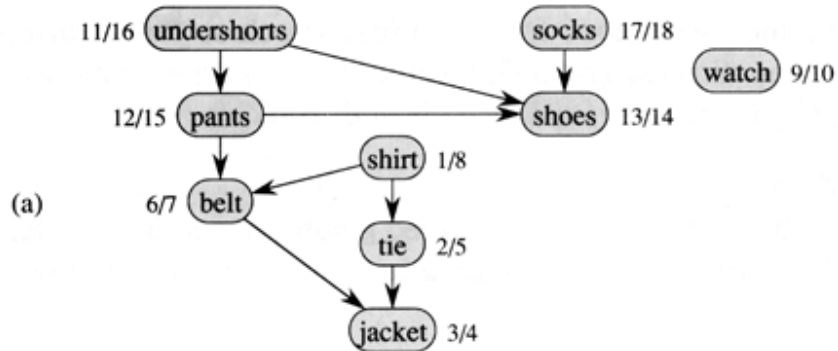 11/16 undershorts socks 17/18
watch 9/10
12/15 pants shoes 13/14
shirt 1/8
(a) 6/7 belt
tie 2/5
jacket 3/4